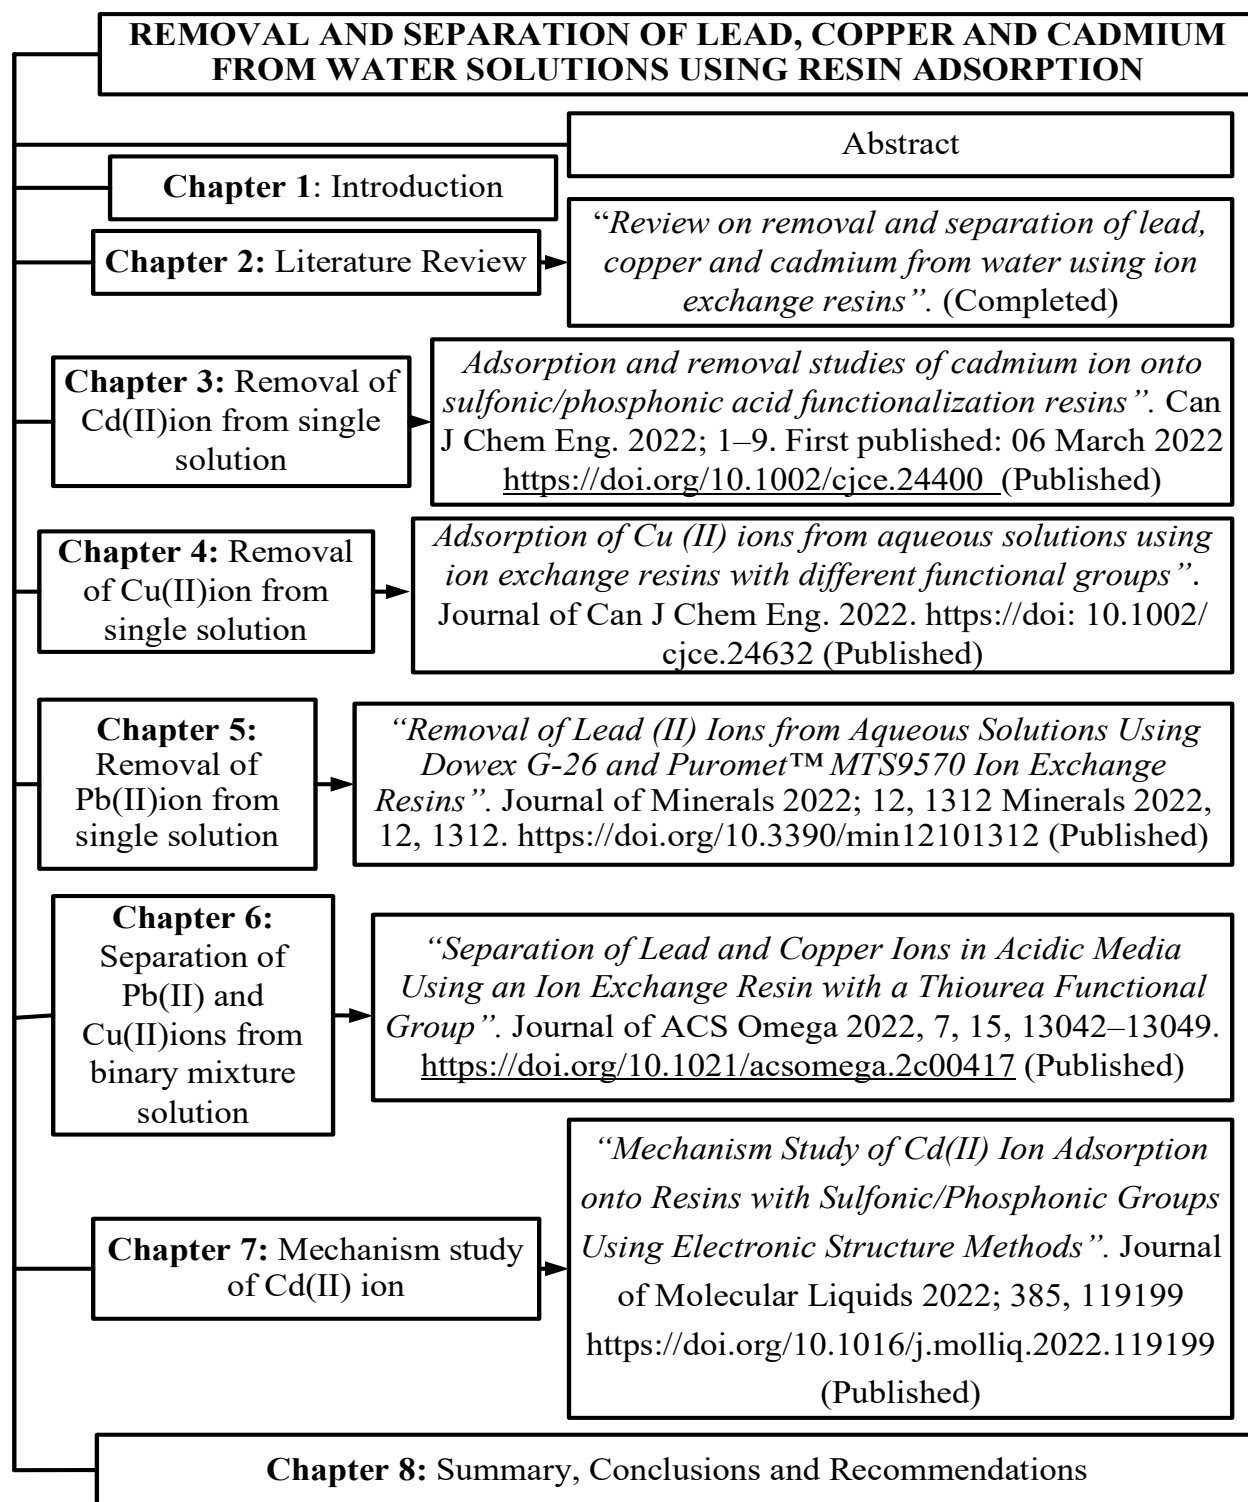 REMOVAL AND SEPARATION OF LEAD, COPPER AND CADMIUM
FROM WATER SOLUTIONS USING RESIN ADSORPTION
Abstract
Chapter 1: Introduction
Chapter 2: Literature Review
“Review on removal and separation of lead,
copper and cadmium from water using ion
exchange resins”. (Completed)
Chapter 3: Removal of
Cd(II)ion from single
solution
Adsorption and removal studies of cadmium ion onto
sulfonic/phosphonic acid functionalization resins”. Can
J Chem Eng. 2022; 1–9. First published: 06 March 2022
https://doi.org/10.1002/cjce.24400 (Published)
Chapter 4: Removal
of Cu(II)ion from
single solution
Adsorption of Cu (II) ions from aqueous solutions using
ion exchange resins with different functional groups”.
Journal of Can J Chem Eng. 2022. https://doi: 10.1002/
cjce.24632 (Published)
Chapter 5:
Removal of
Pb(II)ion from
single solution
“Removal of Lead (II) Ions from Aqueous Solutions Using
Dowex G-26 and Puromet™ MTS9570 Ion Exchange
Resins”. Journal of Minerals 2022; 12, 1312 Minerals 2022,
12, 1312. https://doi.org/10.3390/min12101312 (Published)
Chapter 6:
Separation of
Pb(II) and
Cu(II)ions from
binary mixture
solution
“Separation of Lead and Copper Ions in Acidic Media
Using an Ion Exchange Resin with a Thiourea Functional
Group”. Journal of ACS Omega 2022, 7, 15, 13042–13049.
https://doi.org/10.1021/acsomega.2c00417 (Published)
Chapter 7: Mechanism study
of Cd(II) ion
“Mechanism Study of Cd(II) Ion Adsorption
onto Resins with Sulfonic/Phosphonic Groups
Using Electronic Structure Methods”. Journal
of Molecular Liquids 2022; 385, 119199
https://doi.org/10.1016/j.molliq.2022.119199
(Published)
Chapter 8: Summary, Conclusions and Recommendations